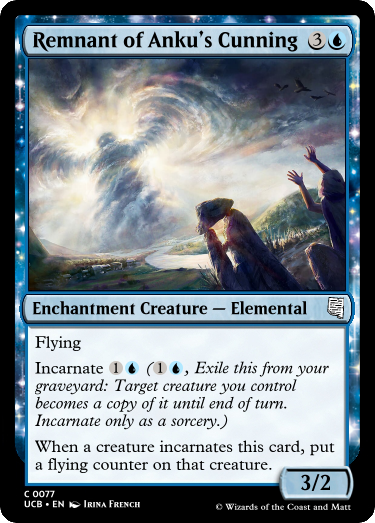 Remnant of Anku's Cunning 3
Enchantment Creature — Elemental
Flying
Incarnate 1 (1, Exile this from your
graveyard: Target creature you control
becomes a copy of it until end of turn.
Incarnate only as a sorcery.)
When a creature incarnates this card, put
a flying counter on that creature.
3/2
C 0077
UCB • EN Irina French
© Wizards of the Coast and Matt